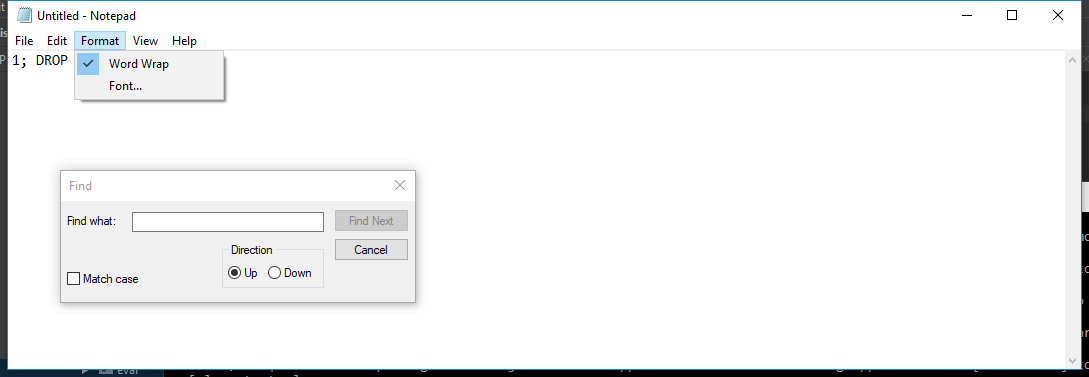 Untitled - Notepad
File Edit Format View Help
1; DROP
Word Wrap
Font...
Find
Find what:
Find Next
Cancel
Direction
Up Down
Match case
eval